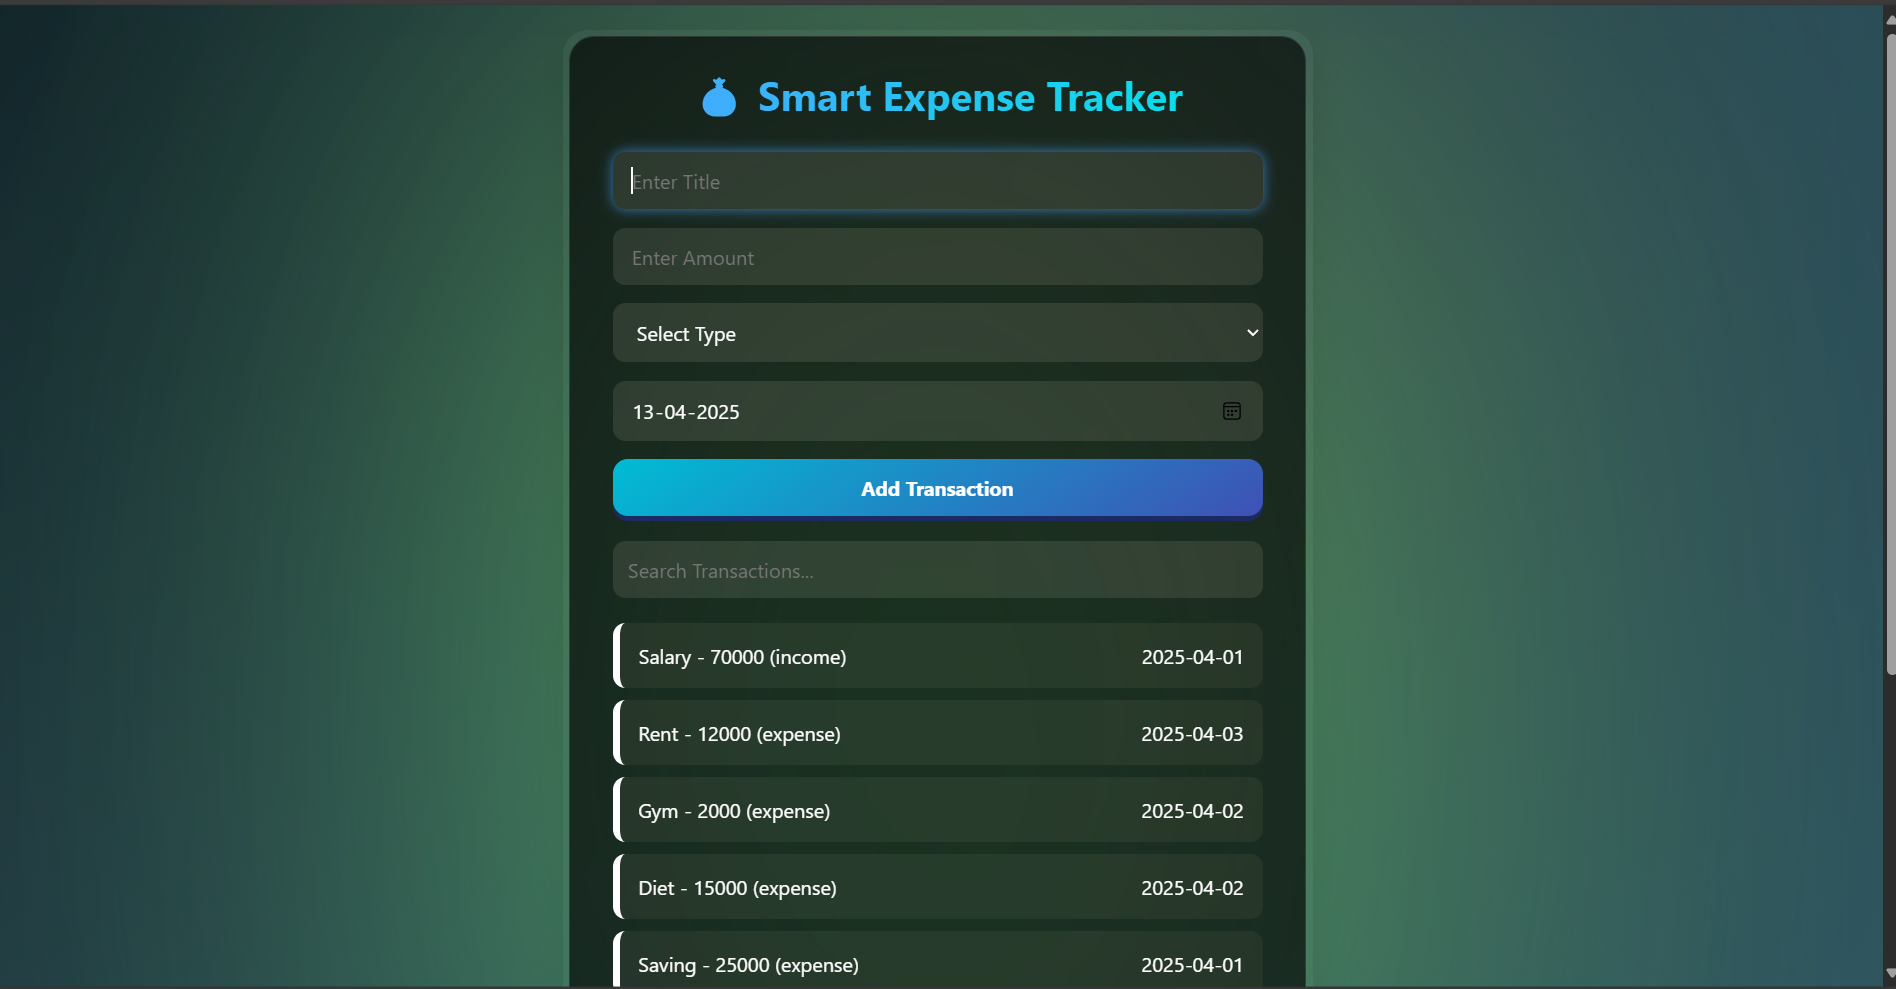 Smart Expense Tracker
Enter Title
Enter Amount
Select Type
13-04-2025
Add Transaction
Search Transactions...
Salary - 70000 (income) 2025-04-01
Rent - 12000 (expense) 2025-04-03
Gym - 2000 (expense) 2025-04-02
Diet - 15000 (expense) 2025-04-02
Saving - 25000 (expense) 2025-04-01